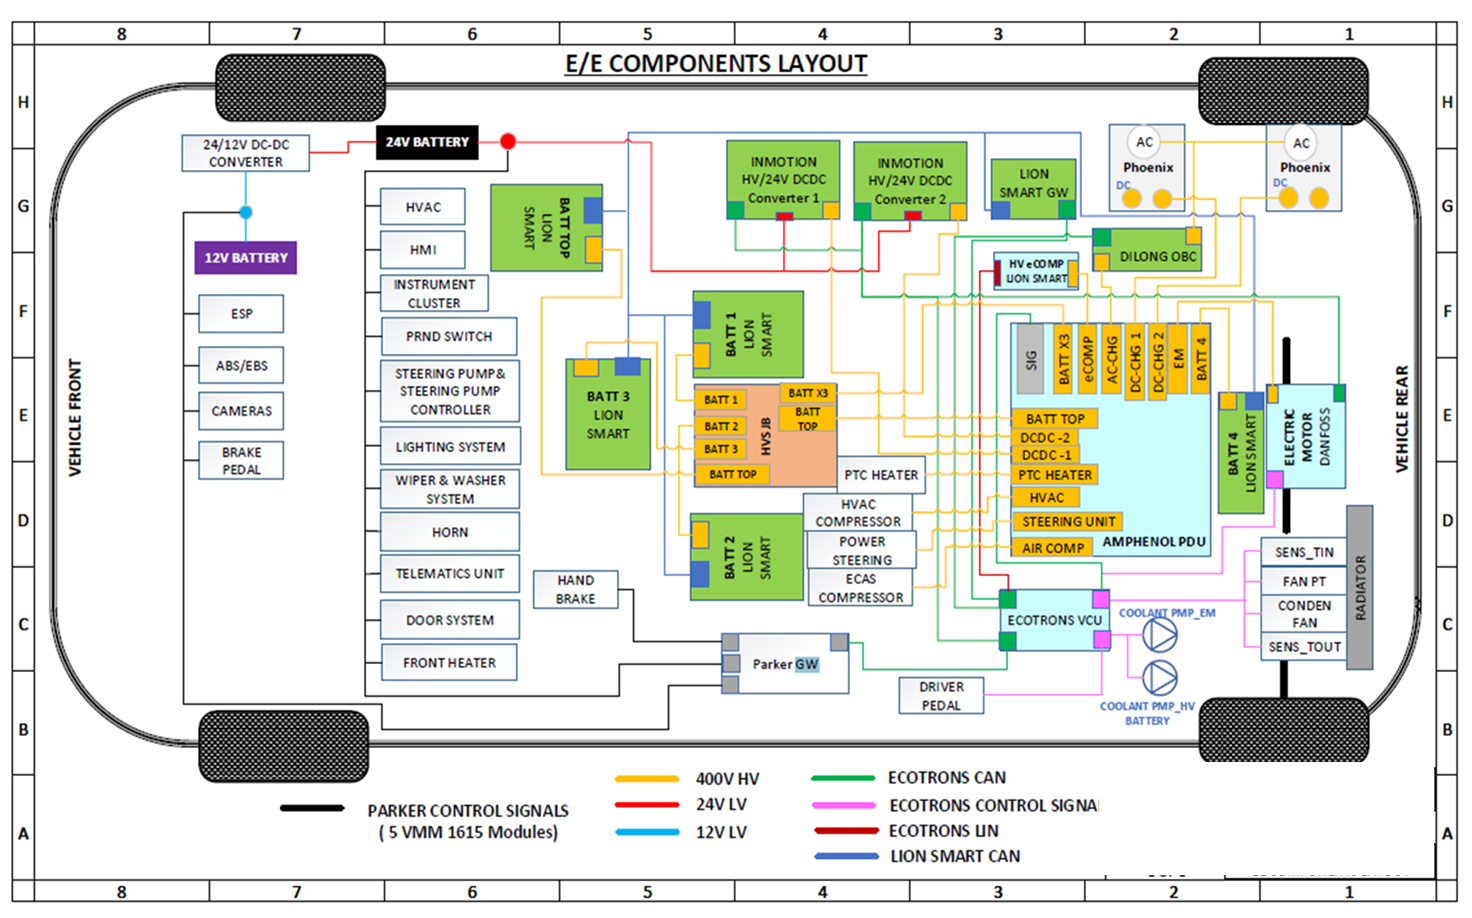 8 7 6 5 4 3 2 1
E/E COMPONENTS LAYOUT
H
H
24/12V DC-DC
CONVERTER
24V BATTERY
INMOTION
HV/24V DCDC
Converter 1
INMOTION
HV/24V DCDC
Converter 2
LION
SMART GW
AC
Phoenix
DC
AC
Phoenix
DC
G
G
HVAC
BATT TOP
LION
SMART
HMI
12V BATTERY
HV eCOMP
LION SMART
DILONG OBC
INSTRUMENT
CLUSTER
F
F
ESP
PRND SWITCH
BATT 1
LION
SMART
SIG
BATT X3
eCOMP
AC-CHG
DC-CHG 1
DC-CHG 2
EM
BATT 4
ABS/EBS
STEERING PUMP&
STEERING PUMP
CONTROLLER
BATT 3
LION
SMART
VEHICLE FRONT
VEHICLE REAR
E
E
CAMERAS
BATT 1
BATT 2
BATT 3
BATT TOP
HVS JB
BATT X3
BATT
TOP
BATT TOP
DCDC -2
DCDC -1
PTC HEATER
HVAC
STEERING UNIT
AIR COMP
AMPHENOL PDU
BATT 4
LION SMART
ELECTRIC
MOTOR
DANFOSS
BRAKE
PEDAL
LIGHTING SYSTEM
PTC HEATER
WIPER & WASHER
SYSTEM
HVAC
COMPRESSOR
D
D
HORN
BATT 2
LION
SMART
POWER
STEERING
SENS_TIN
FAN PT
CONDEN
FAN
SENS_TOUT
RADIATOR
TELEMATICS UNIT
HAND
BRAKE
ECAS
COMPRESSOR
C
C
DOOR SYSTEM
ECOTRONS VCU
COOLANT PMP_EM
FRONT HEATER
Parker GW
DRIVER
PEDAL
COOLANT PMP_HV
BATTERY
B
B
400V HV
ECOTRONS CAN
PARKER CONTROL SIGNALS
( 5 VMM 1615 Modules)
24V LV
ECOTRONS CONTROL SIGNA
12V LV
ECOTRONS LIN
LION SMART CAN
A
A
8 7 6 5 4 3 2 1